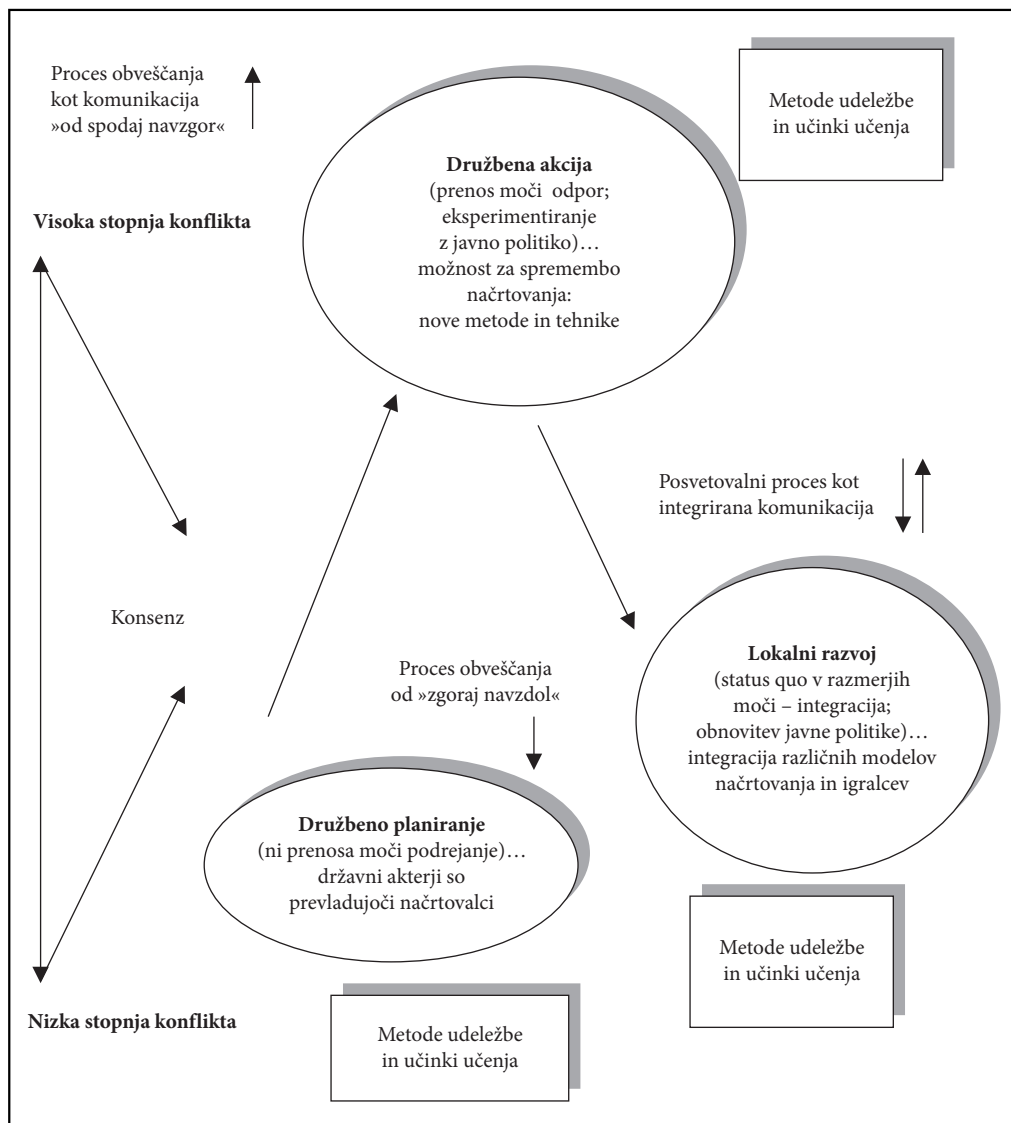 Proces obveščanja
kot komunikacija
»od spodaj navzgor«
Metode udeležbe
in učinki učenja
Družbena akcija
(prenos moči odpor;
eksperimentiranje
z javno politiko)…
možnost za spremembo
načrtovanja:
nove metode in tehnike
Visoka stopnja konflikta
Posvetovalni proces kot
integrirana komunikacija
Konsenz
Lokalni razvoj
(status quo v razmerjih
moči – integracija;
obnovitev javne politike)…
integracija različnih modelov
načrtovanja in igralcev
Proces obveščanja
od »zgoraj navzdol«
Družbeno planiranje
(ni prenosa moči podrejanje)…
državni akterji so
prevladujoči načrtovalci
Metode udeležbe
in učinki učenja
Nizka stopnja konflikta
Metode udeležbe
in učinki učenja